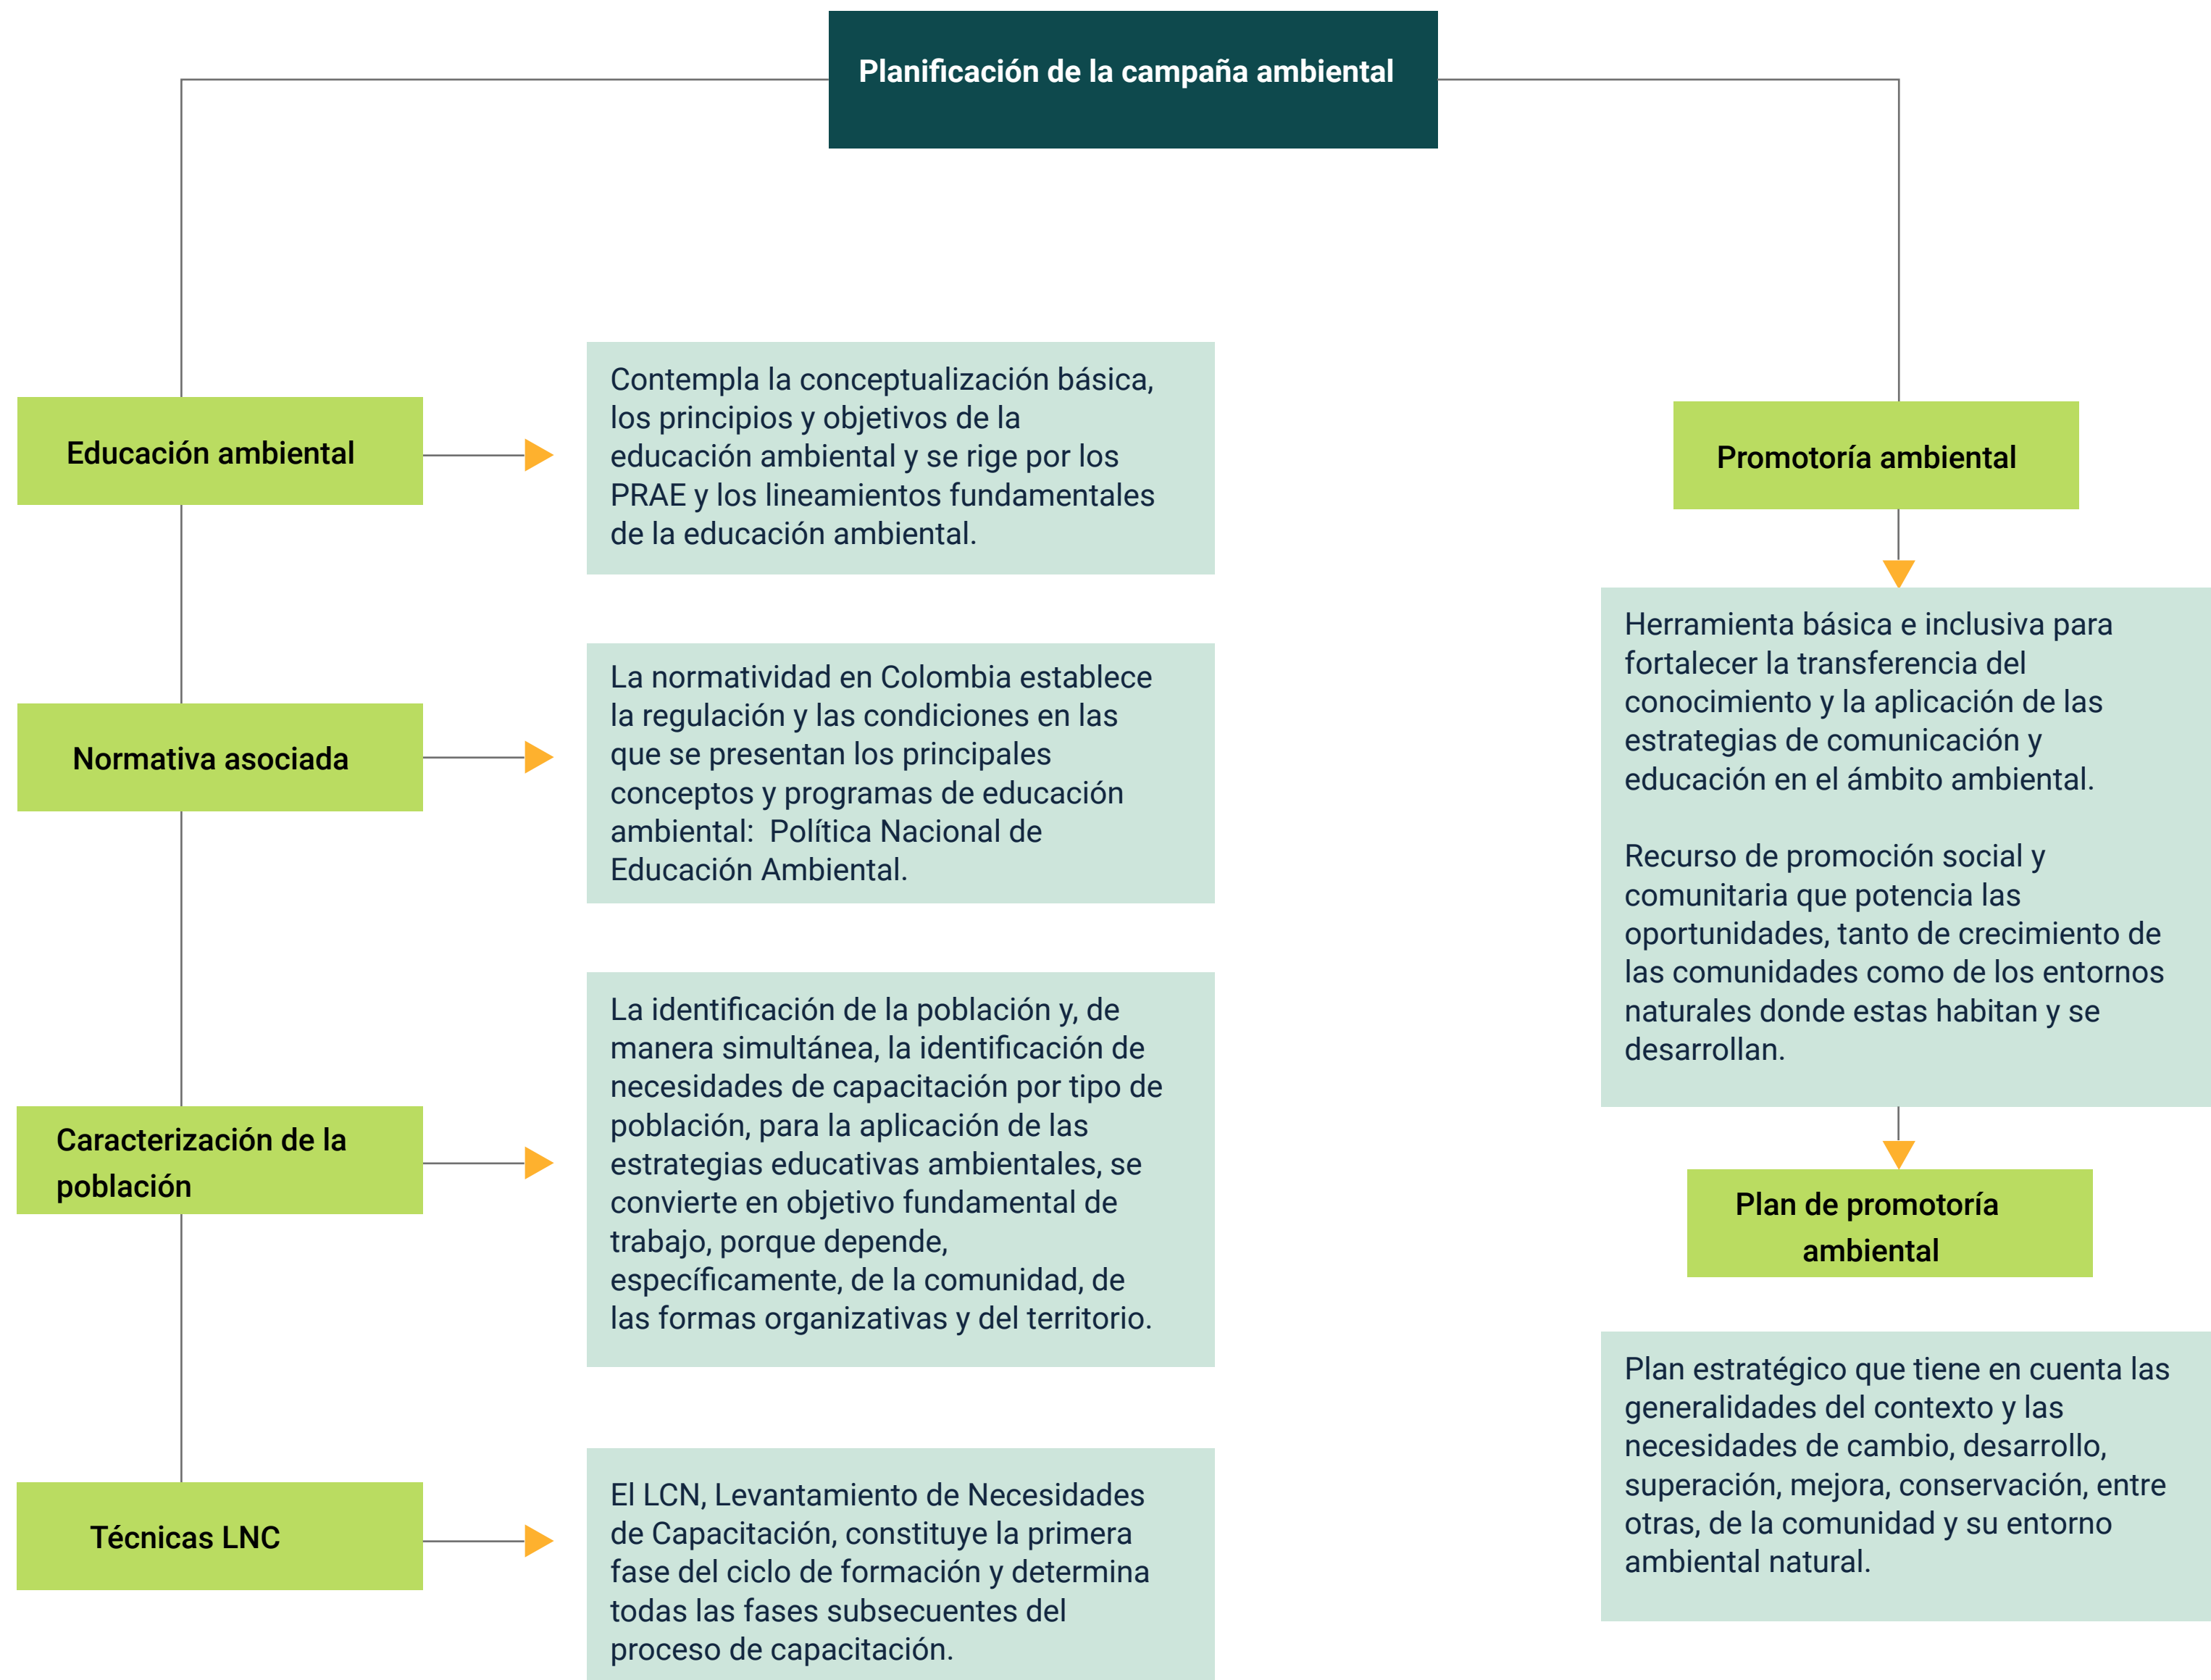 Planificación de la campaña ambiental
Educación ambiental
Contempla la conceptualización básica,
los principios y objetivos de la
educación ambiental y se rige por los
PRAE y los lineamientos fundamentales
de la educación ambiental.
Normativa asociada
La normatividad en Colombia establece
la regulación y las condiciones en las
que se presentan los principales
conceptos y programas de educación
ambiental:  Política Nacional de
Educación Ambiental.
Caracterización de la
población
La identificación de la población y, de
manera simultánea, la identificación de
necesidades de capacitación por tipo de
población, para la aplicación de las
estrategias educativas ambientales, se
convierte en objetivo fundamental de
trabajo, porque depende,
específicamente, de la comunidad, de
las formas organizativas y del territorio.
Técnicas LNC
El LCN, Levantamiento de Necesidades
de Capacitación, constituye la primera
fase del ciclo de formación y determina
todas las fases subsecuentes del
proceso de capacitación.
Promotoría ambiental
Herramienta básica e inclusiva para
fortalecer la transferencia del
conocimiento y la aplicación de las
estrategias de comunicación y
educación en el ámbito ambiental.
Recurso de promoción social y
comunitaria que potencia las
oportunidades, tanto de crecimiento de
las comunidades como de los entornos
naturales donde estas habitan y se
desarrollan.
Plan de promotoría
ambiental
Plan estratégico que tiene en cuenta las
generalidades del contexto y las
necesidades de cambio, desarrollo,
superación, mejora, conservación, entre
otras, de la comunidad y su entorno
ambiental natural.